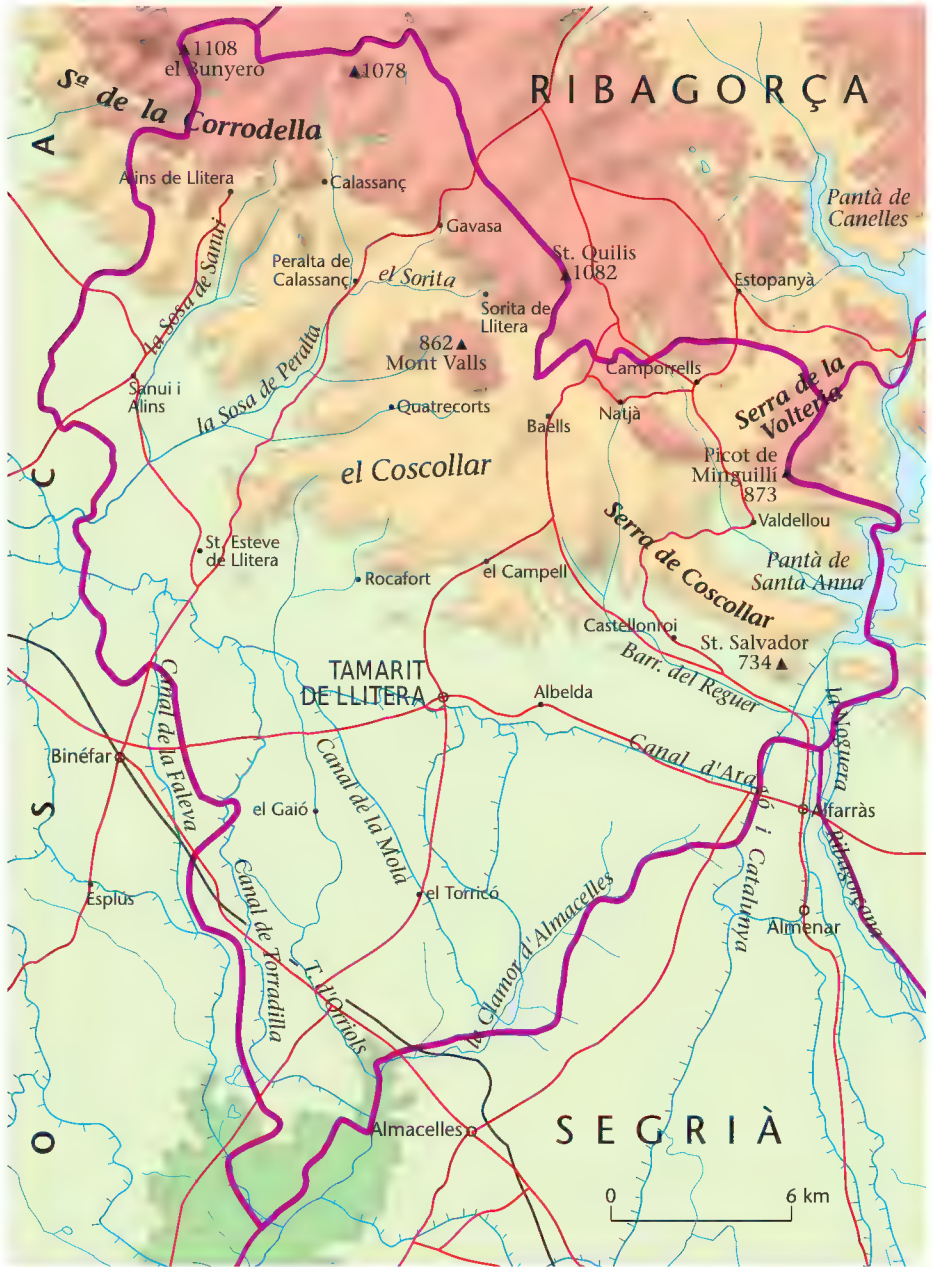 1108
el Bunyero
1078
RIBAGORÇA
Sª de la Corrodella
A
Alins de Llitera
Calassanç
Pantà de
Canelles
Gavasa
la Sosa de Sanui
St. Quilis
1082
Peralta de
Calassanç
el Sorita
Estopanyà
Sorita de
Llitera
862
Mont Valls
la Sosa de Peralta
Camporrells
Serra de la
Volteria
Sanui i
Alins
Quatrecorts
Natjà
Baells
C
el Coscollar
Picot de
Minguillí
873
Serra de Coscollar
Valdellou
St. Esteve
de Llitera
Rocafort
el Campell
Pantà de
Santa Anna
Castellonroi
St. Salvador
734
Barr. del Reguer
TAMARIT
DE LLITERA
Albelda
Canal de la Faleva
la Noguera Ribagorçana
Binéfar
Canal de la Mola
Canal d'Aragó i Catalunya
S
el Gaió
Alfarràs
Esplús
el Torricó
Almenar
Canal de Torradilla
T. d'Orriols
la Clamor d'Almacelles
O
Almacelles
SEGRIÀ
0 6 km